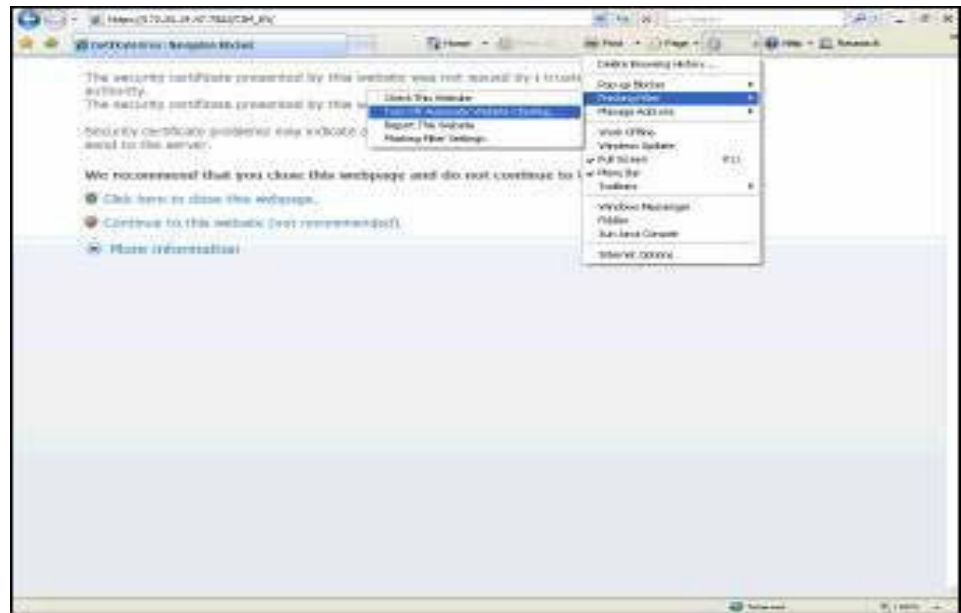 Certificate Error: Navigation Blocked
Home
Print
Page
Help
Research
The security certificate presented by this website was not issued by a trusted
authority.
The security certificate presented by this
Security certificate problems may indicate
send to the server.
We recommend that you close this webpage and do not continue to
Click here to close this webpage.
Continue to this website (not recommended).
More information
Check This Website
Turn Off Automatic Website Checking...
Report This Website
Phishing Filter Settings
Delete Browsing History...
Pop-up Blocker
Phishing Filter
Manage Add-ons
Work Offline
Windows Update
Full Screen F11
Menu Bar
Toolbars
Windows Messenger
Sun Java Console
Internet Options
Internet